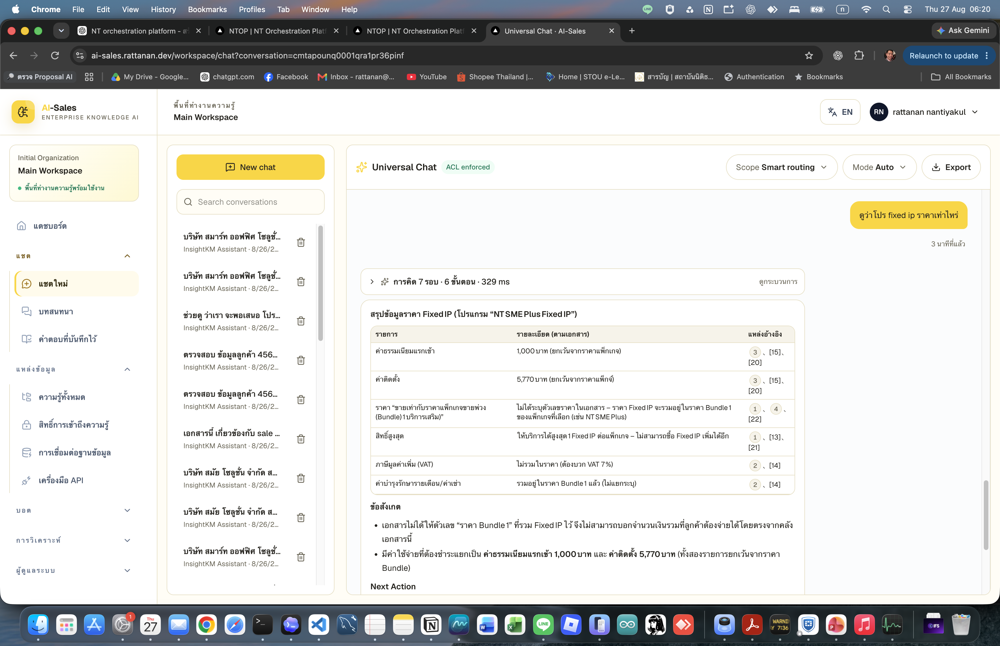 Chrome File Edit View History Bookmarks Profiles Tab Window Help
LINE
ก
Thu 27 Aug 06:20
NT orchestration platform - สร
NTOP | NT Orchestration Platf
NTOP | NT Orchestration Platf
Universal Chat · AI-Sales
Ask Gemini
ai-sales.rattanan.dev/workspace/chat?conversation=cmtapounq0001qra1pr36pinf
Relaunch to update
ตรวจ Proposal AI
My Drive - Google...
chatgpt.com
Facebook
Inbox - rattanan@...
YouTube
Shopee Thailand |...
Home | STOU e-Le...
สารบัญ | สถาบันนิติธ...
Authentication
Bookmarks
All Bookmarks
AI-Sales
ENTERPRISE KNOWLEDGE AI
พื้นที่ทำงานความรู้
Main Workspace
EN
RN
rattanan nantiyakul
Initial Organization
Main Workspace
พื้นที่ทำงานความรู้พร้อมใช้งาน
แดชบอร์ด
แชต
แชตใหม่
บทสนทนา
คำตอบที่บันทึกไว้
แหล่งข้อมูล
ความรู้ทั้งหมด
สิทธิ์การเข้าถึงความรู้
การเชื่อมต่อฐานข้อมูล
เครื่องมือ API
บอต
การวิเคราะห์
ผู้ดูแลระบบ
New chat
Search conversations
บริษัท สมาร์ท ออฟฟิศ โซลูชั่...
InsightKM Assistant · 8/26/2...
บริษัท สมาร์ท ออฟฟิศ โซลูชั่...
InsightKM Assistant · 8/26/2...
ช่วยดู ว่าเรา จะพอเสนอ โปร...
InsightKM Assistant · 8/26/2...
ตรวจสอบ ข้อมูลลูกค้า 456...
InsightKM Assistant · 8/26/2...
ตรวจสอบ ข้อมูลลูกค้า 456...
InsightKM Assistant · 8/26/2...
เอกสารนี้ เกี่ยวข้องกับ sale ...
InsightKM Assistant · 8/26/2...
บริษัท สมัย โซลูชั่น จำกัด ส...
InsightKM Assistant · 8/26/2...
บริษัท สมัย โซลูชั่น จำกัด ส...
InsightKM Assistant · 8/26/2...
บริษัท สมาร์ท ออฟฟิศ โซลูชั่...
InsightKM Assistant · 8/26/2...
Universal Chat
ACL enforced
Scope Smart routing
Mode Auto
Export
ดูว่าโปร fixed ip ราคาเท่าไหร่
3 นาทีที่แล้ว
การคิด 7 รอบ · 6 ขั้นตอน · 329 ms
ดูกระบวนการ
สรุปข้อมูลราคา Fixed IP (โปรแกรม “NT SME Plus Fixed IP”)
รายการ รายละเอียด (ตามเอกสาร) แหล่งอ้างอิง
ค่าธรรมเนียมแรกเข้า 1,000 บาท (ยกเว้นจากราคาแพ็กเกจ) 3 、[15]、
[20]
ค่าติดตั้ง 5,770 บาท (ยกเว้นจากราคาแพ็กจ์) 3 、[15]、
[20]
ราคา “ขายเท่ากับราคาแพ็กเกจขายพ่วง ไม่ได้ระบุตัวเลขราคาในเอกสาร – ราคา Fixed IP จะรวมอยู่ในราคา Bundle 1 1 、 4 、
(Bundle) 1 บริการเสริม)” ของแพ็กเกจที่เลือก (เช่น NT SME Plus) [22]
สิทธิ์สูงสุด ให้บริการได้สูงสุด 1 Fixed IP ต่อแพ็กเกจ – ไม่สามารถซื้อ Fixed IP เพิ่มได้อีก 1 、[13]、
[21]
ภาษีมูลค่าเพิ่ม (VAT) ไม่รวมในราคา (ต้องบวก VAT 7 %) 2 、[14]
ค่าบำรุงรักษารายเดือน/ค่าเช่า รวมอยู่ในราคา Bundle 1 แล้ว (ไม่แยกระบุ) 2 、[14]
ข้อสังเกต
• เอกสารไม่ได้ให้ตัวเลข “ราคา Bundle 1” ที่รวม Fixed IP ไว้ จึงไม่สามารถบอกจำนวนเงินรวมที่ลูกค้าต้องจ่ายได้โดยตรงจากคลัง
เอกสารนี้
• มีค่าใช้จ่ายที่ต้องชำระแยกเป็น ค่าธรรมเนียมแรกเข้า 1,000 บาท และ ค่าติดตั้ง 5,770 บาท (ทั้งสองรายการยกเว้นจากราคา
Bundle)
Next Action
1
Thu
27
LINE
WARNI
Y 7:36
IFS